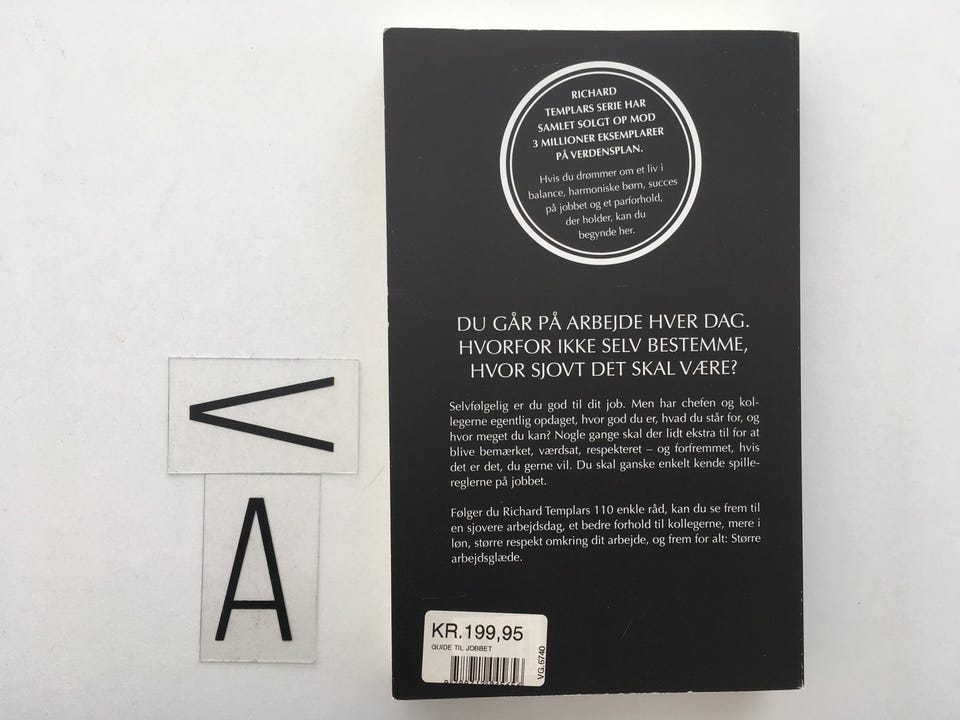 V
A
RICHARD
TEMPLARS SERIE HAR
SAMLET SOLGT OP MOD
3 MILLIONER EKSEMPLARER
PÅ VERDENSPLAN.
Hvis du drømmer om et liv i
balance, harmoniske børn, succes
på jobbet og et parforhold,
der holder, kan du
begynde her.
DU GÅR PÅ ARBEJDE HVER DAG.
HVORFOR IKKE SELV BESTEMME,
HVOR SJOVT DET SKAL VÆRE?
Selvfølgelig er du god til dit job. Men har chefen og kol-
legerne egentlig opdaget, hvor god du er, hvad du står for, og
hvor meget du kan? Nogle gange skal der lidt ekstra til for at
blive bemærket, værdsat, respekteret – og forfremmet, hvis
det er det, du gerne vil. Du skal ganske enkelt kende spille-
reglerne på jobbet.
Følger du Richard Templars 110 enkle råd, kan du se frem til
en sjovere arbejdsdag, et bedre forhold til kollegerne, mere i
løn, større respekt omkring dit arbejde, og frem for alt: Større
arbejdsglæde.
KR.199,95
GUIDE TIL JOBBET
VG.6740